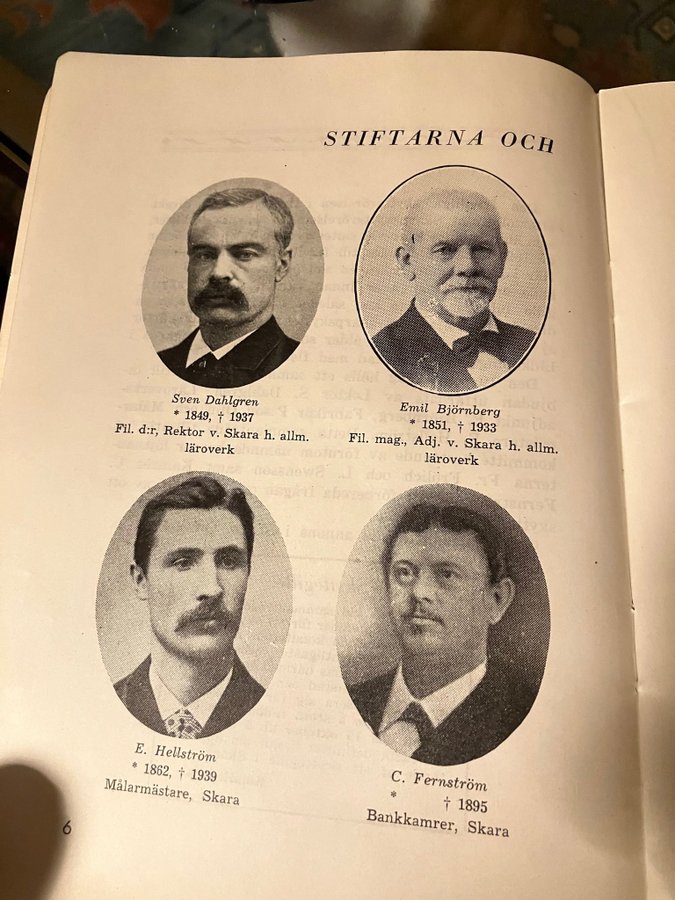 STIFTARNA OCH
Sven Dahlgren
* 1849, † 1937
Fil. d:r, Rektor v. Skara h. allm.
läroverk
Emil Björnberg
* 1851, † 1933
Fil. mag., Adj. v. Skara h. allm.
läroverk
E. Hellström
* 1862, † 1939
Målarmästare, Skara
C. Fernström
* † 1895
Bankkamrer, Skara
6